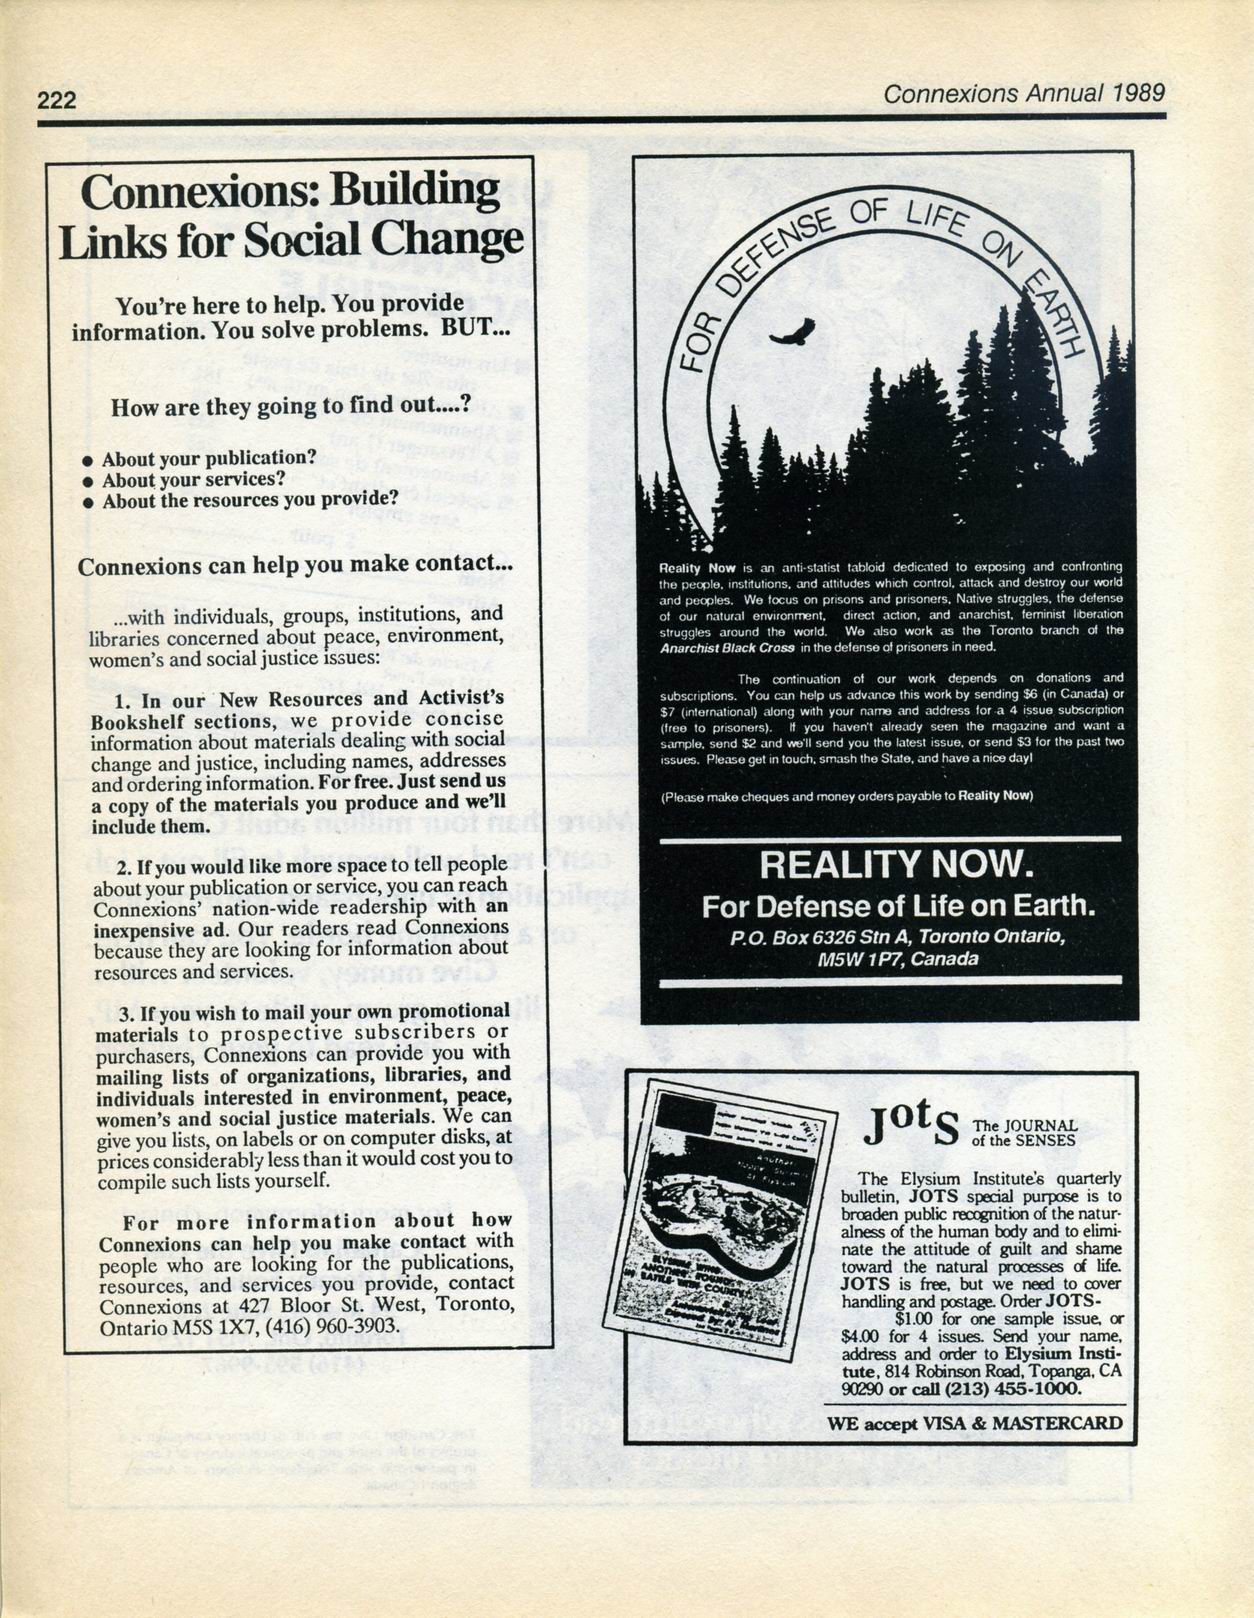 222
Connexions Annual 1989
Connexions: Building
Links for Social Change
You're here to help. You provide
information. You solve problems. BUT...
How are they going to find out....?
● About your publication?
● About your services?
● About the resources you provide?
Connexions can help you make contact...
...with individuals, groups, institutions, and
libraries concerned about peace, environment,
women's and social justice issues:
1. In our New Resources and Activist's
Bookshelf sections, we provide concise
information about materials dealing with social
change and justice, including names, addresses
and ordering information. For free. Just send us
a copy of the materials you produce and we'll
include them.
2. If you would like more space to tell people
about your publication or service, you can reach
Connexions' nation-wide readership with an
inexpensive ad. Our readers read Connexions
because they are looking for information about
resources and services.
3. If you wish to mail your own promotional
materials to prospective subscribers or
purchasers, Connexions can provide you with
mailing lists of organizations, libraries, and
individuals interested in environment, peace,
women's and social justice materials. We can
give you lists, on labels or on computer disks, at
prices considerably less than it would cost you to
compile such lists yourself.
For more information about how
Connexions can help you make contact with
people who are looking for the publications,
resources, and services you provide, contact
Connexions at 427 Bloor St. West, Toronto,
Ontario M5S 1X7, (416) 960-3903.
FOR DEFENSE OF LIFE ON EARTH
Reality Now is an anti-statist tabloid dedicated to exposing and confronting
the people, institutions, and attitudes which control, attack and destroy our world
and peoples. We focus on prisons and prisoners, Native struggles, the defense
of our natural environment, direct action, and anarchist, feminist liberation
struggles around the world. We also work as the Toronto branch of the
Anarchist Black Cross in the defense of prisoners in need.
The continuation of our work depends on donations and
subscriptions. You can help us advance this work by sending $6 (in Canada) or
$7 (international) along with your name and address for a 4 issue subscription
(free to prisoners). If you haven't already seen the magazine and want a
sample, send $2 and we'll send you the latest issue, or send $3 for the past two
issues. Please get in touch, smash the State, and have a nice day!
(Please make cheques and money orders payable to Reality Now)
REALITY NOW.
For Defense of Life on Earth.
P.O. Box 6326 Stn A, Toronto Ontario,
M5W 1P7, Canada
FREE
Another
Happy Summer
At Elysium
ELYSIUM WINS
ANOTHER ROUND
IN BATTLE WITH COUNTY!
&
JOTS The JOURNAL
of the SENSES
The Elysium Institute's quarterly
bulletin, JOTS special purpose is to
broaden public recognition of the natur-
alness of the human body and to elimi-
nate the attitude of guilt and shame
toward the natural processes of life.
JOTS is free, but we need to cover
handling and postage. Order JOTS-
$1.00 for one sample issue, or
$4.00 for 4 issues. Send your name,
address and order to Elysium Insti-
tute, 814 Robinson Road, Topanga, CA
90290 or call (213) 455-1000.
WE accept VISA & MASTERCARD